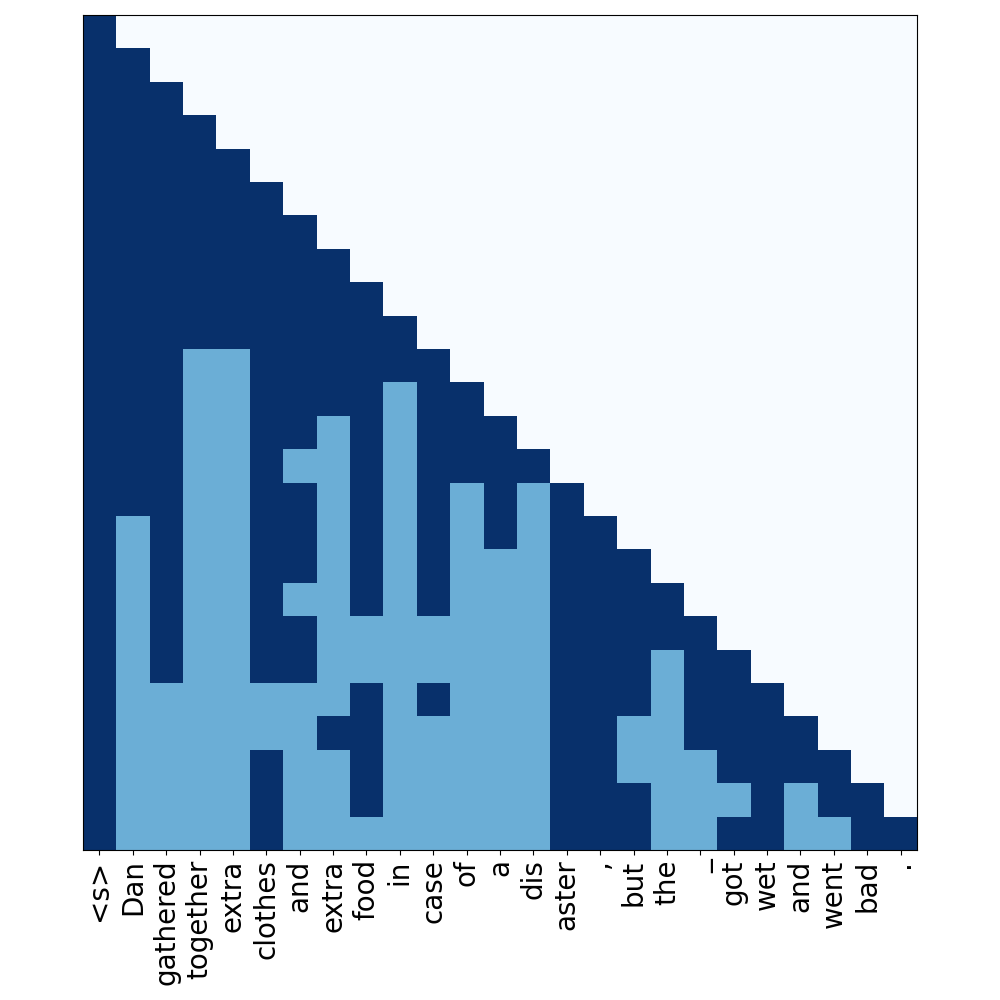 <s> Dan gathered together extra clothes and extra food in case of a dis aster , but the _ got wet and went bad .